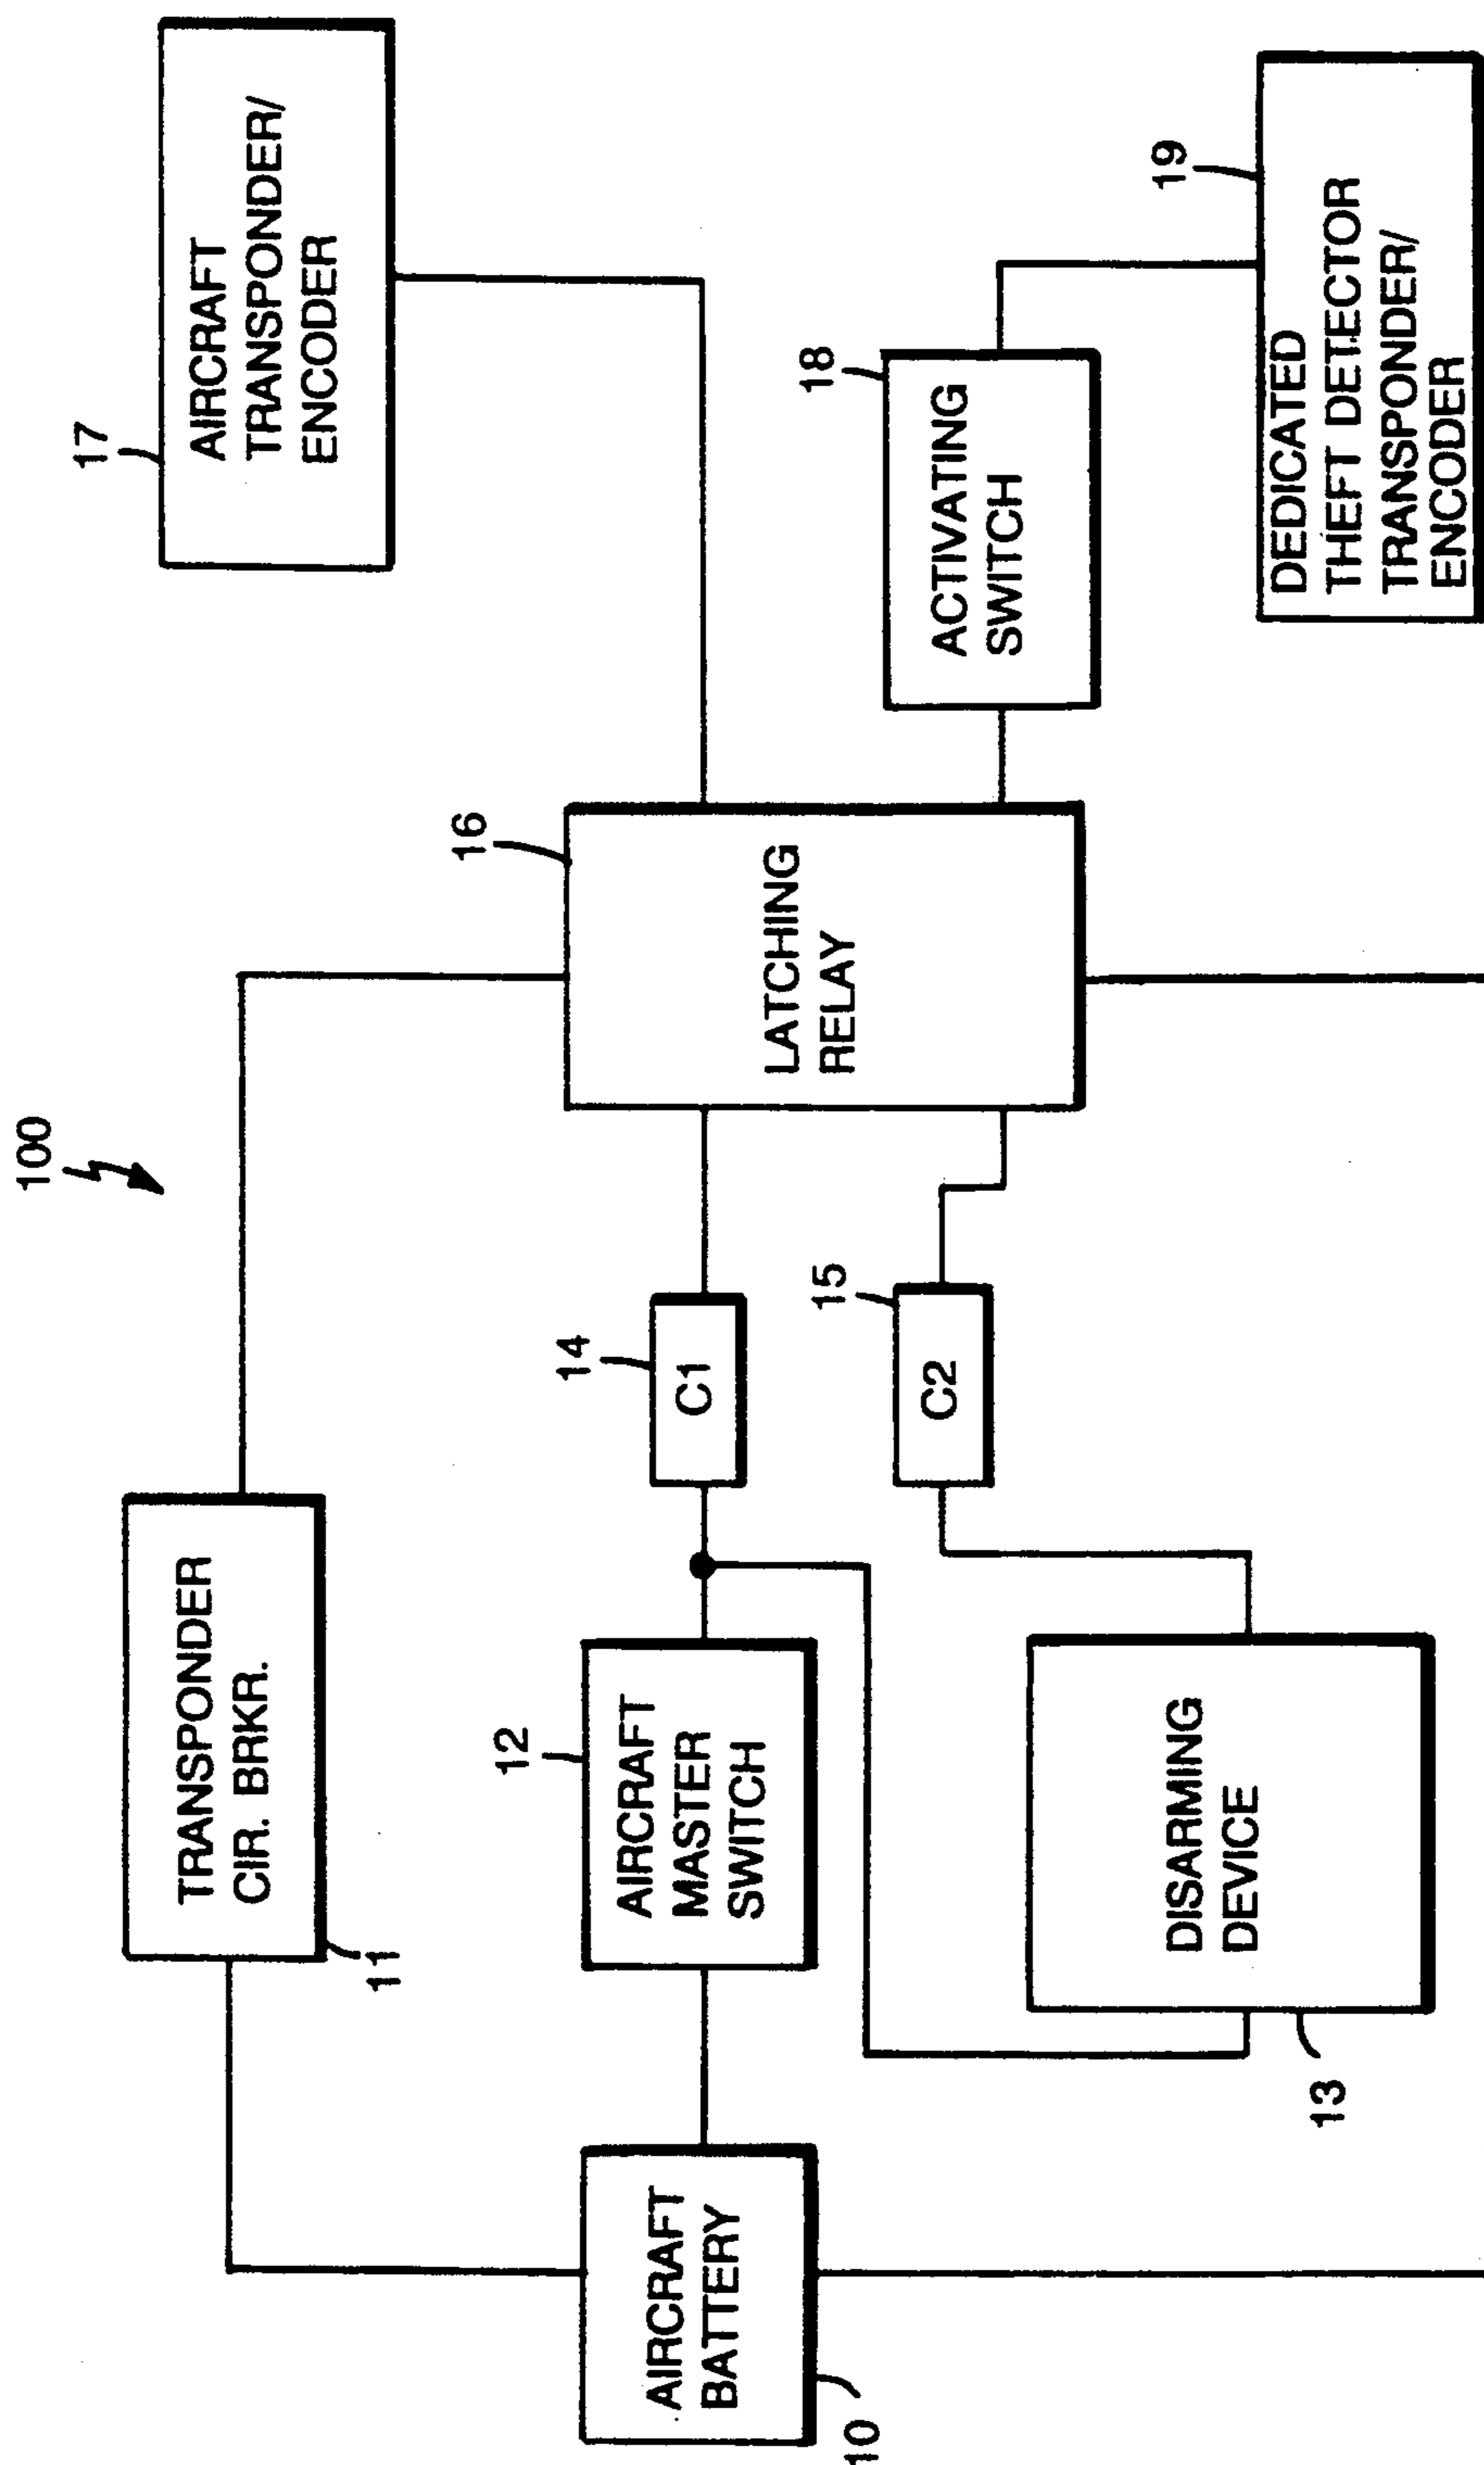 100
17
AIRCRAFT
TRANSPONDER/
ENCODER
TRANSPONDER
CIR. BRKR.
11
16
LATCHING
RELAY
14
C1
12
AIRCRAFT
MASTER
SWITCH
AIRCRAFT
BATTERY
10
18
ACTIVATING
SWITCH
15
C2
DISARMING
DEVICE
13
19
DEDICATED
THEFT DETECTOR
TRANSPONDER/
ENCODER